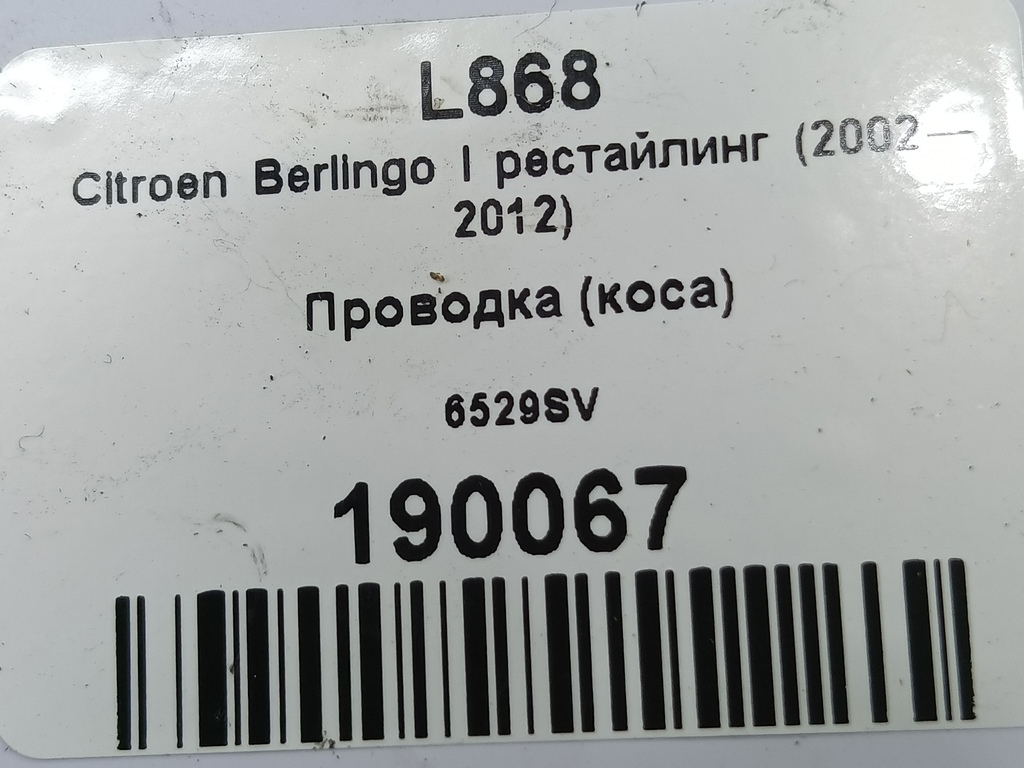 L868
Citroen Berlingo I рестайлинг (2002—
2012)
Проводка (коса)
6529SV
190067